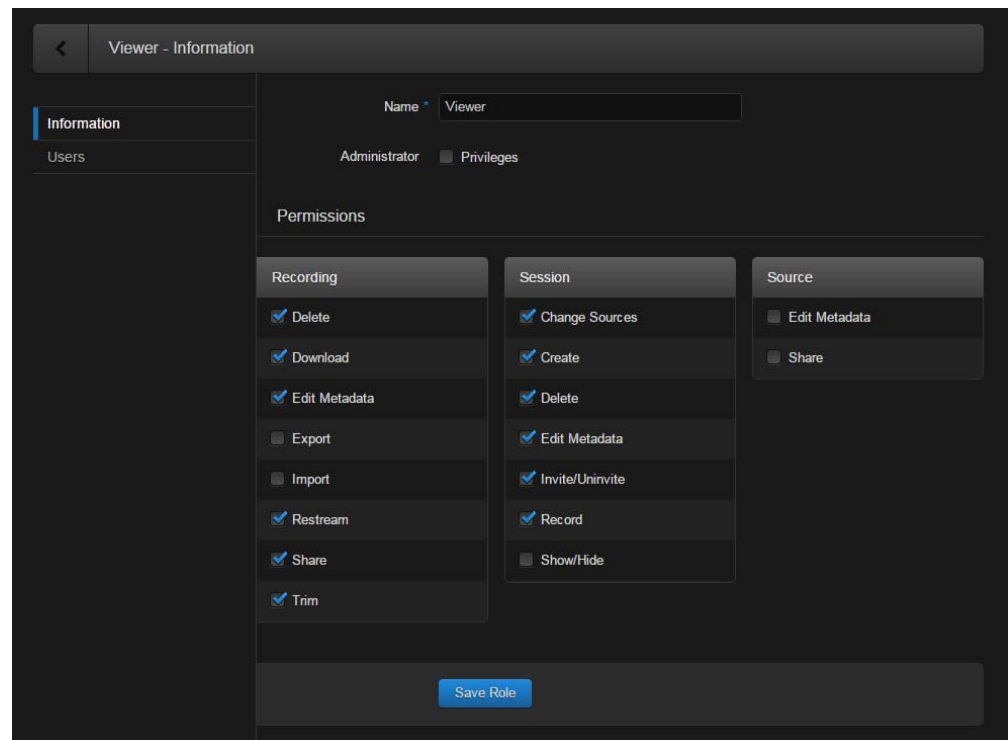 Viewer - Information
Information
Users
Name * Viewer
Administrator Privileges
Permissions
Recording
Delete
Download
Edit Metadata
Export
Import
Restream
Share
Trim
Session
Change Sources
Create
Delete
Edit Metadata
Invite/Uninvite
Record
Show/Hide
Source
Edit Metadata
Share
Save Role